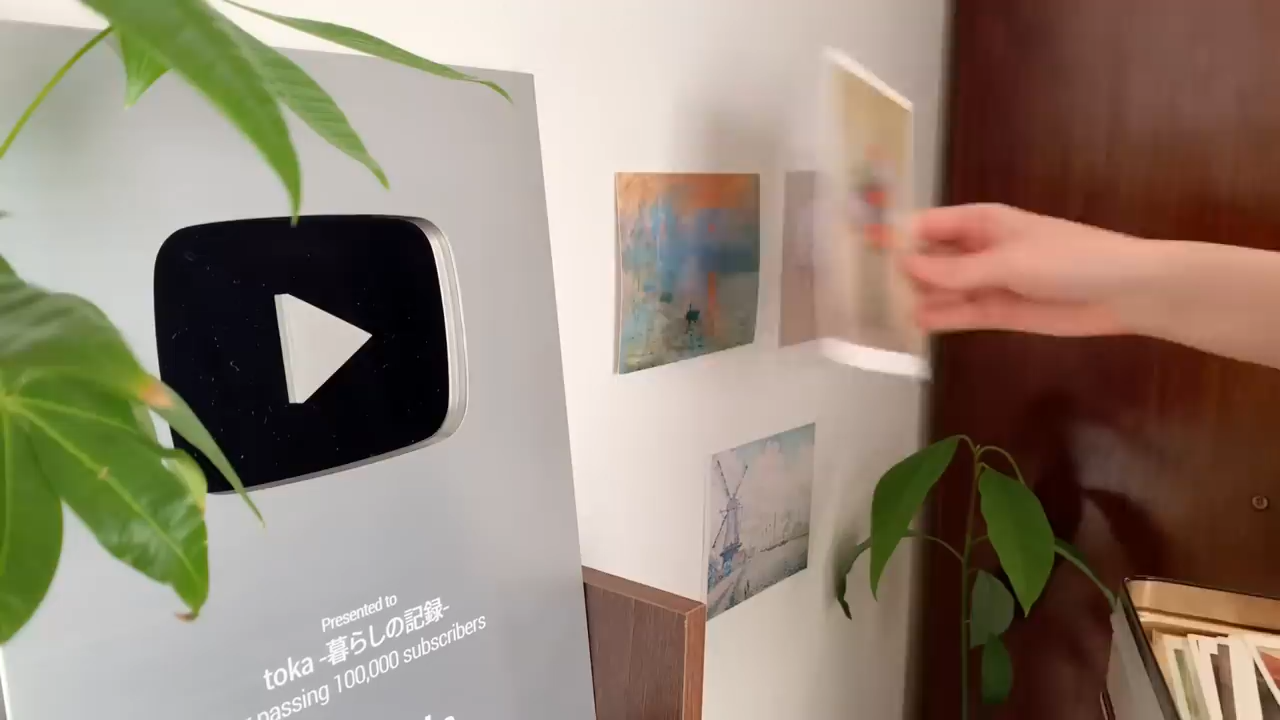 Presented to
toka -暮らしの記録-
passing 100,000 subscribers